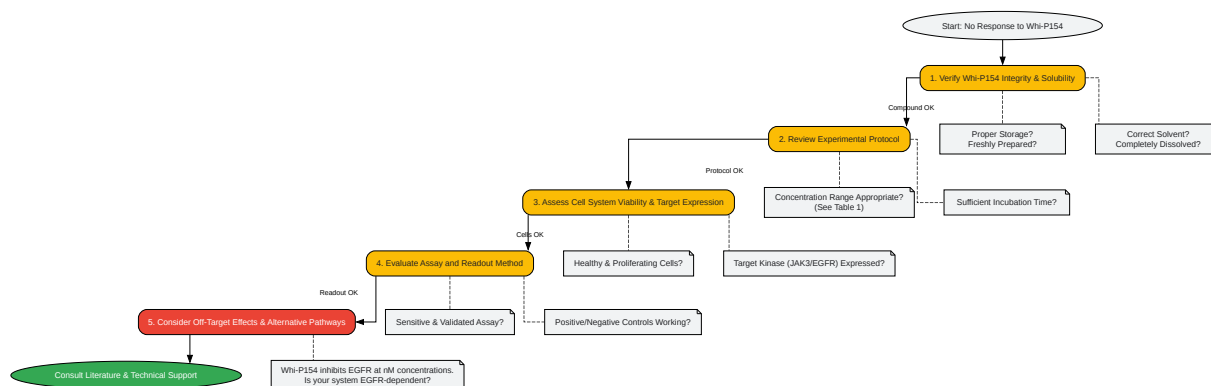 Start: No Response to Whi-P154
1. Verify Whi-P154 Integrity & Solubility
Compound OK
Proper Storage?
Freshly Prepared?
Correct Solvent?
Completely Dissolved?
2. Review Experimental Protocol
Protocol OK
Concentration Range Appropriate?
(See Table 1)
Sufficient Incubation Time?
3. Assess Cell System Viability & Target Expression
Cells OK
Healthy & Proliferating Cells?
Target Kinase (JAK3/EGFR) Expressed?
4. Evaluate Assay and Readout Method
Readout OK
Sensitive & Validated Assay?
Positive/Negative Controls Working?
5. Consider Off-Target Effects & Alternative Pathways
Whi-P154 inhibits EGFR at nM concentrations.
Is your system EGFR-dependent?
Consult Literature & Technical Support